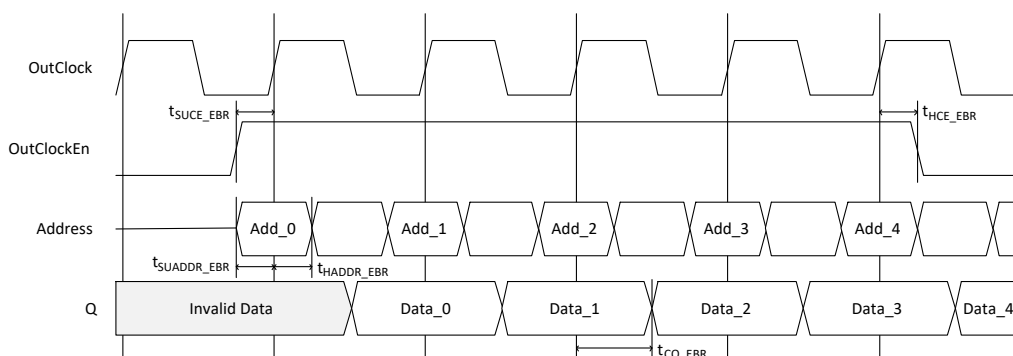 OutClock
tSUCE_EBR
tHCE_EBR
OutClockEn
Address Add_0 Add_1 Add_2 Add_3 Add_4
tSUADDR_EBR tHADDR_EBR
Q Invalid Data Data_0 Data_1 Data_2 Data_3 Data_4
tCO_EBR